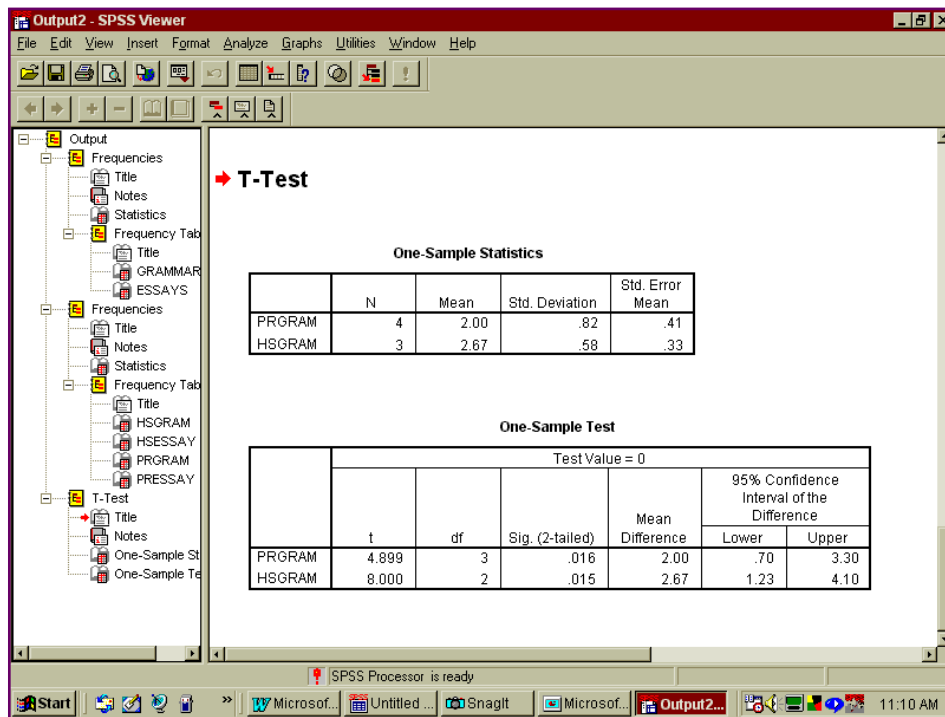 Output2 - SPSS Viewer
File Edit View Insert Format Analyze Graphs Utilities Window Help
Output
Frequencies
Title
Notes
Statistics
Frequency Tab
Title
GRAMMAR
ESSAYS
Frequencies
Title
Notes
Statistics
Frequency Tab
Title
HSGRAM
HSESSAY
PRGRAM
PRESSAY
T-Test
Title
Notes
One-Sample St
One-Sample Te
T-Test
One-Sample Statistics
N Mean Std. Deviation Std. Error Mean
PRGRAM 4 2.00 .82 .41
HSGRAM 3 2.67 .58 .33
One-Sample Test
Test Value = 0
t df Sig. (2-tailed) Mean Difference 95% Confidence Interval of the Difference
Lower Upper
PRGRAM 4.899 3 .016 2.00 .70 3.30
HSGRAM 8.000 2 .015 2.67 1.23 4.10
SPSS Processor is ready
Start » Microsof... Untitled ... SnagIt Microsof... Output2... 11:10 AM